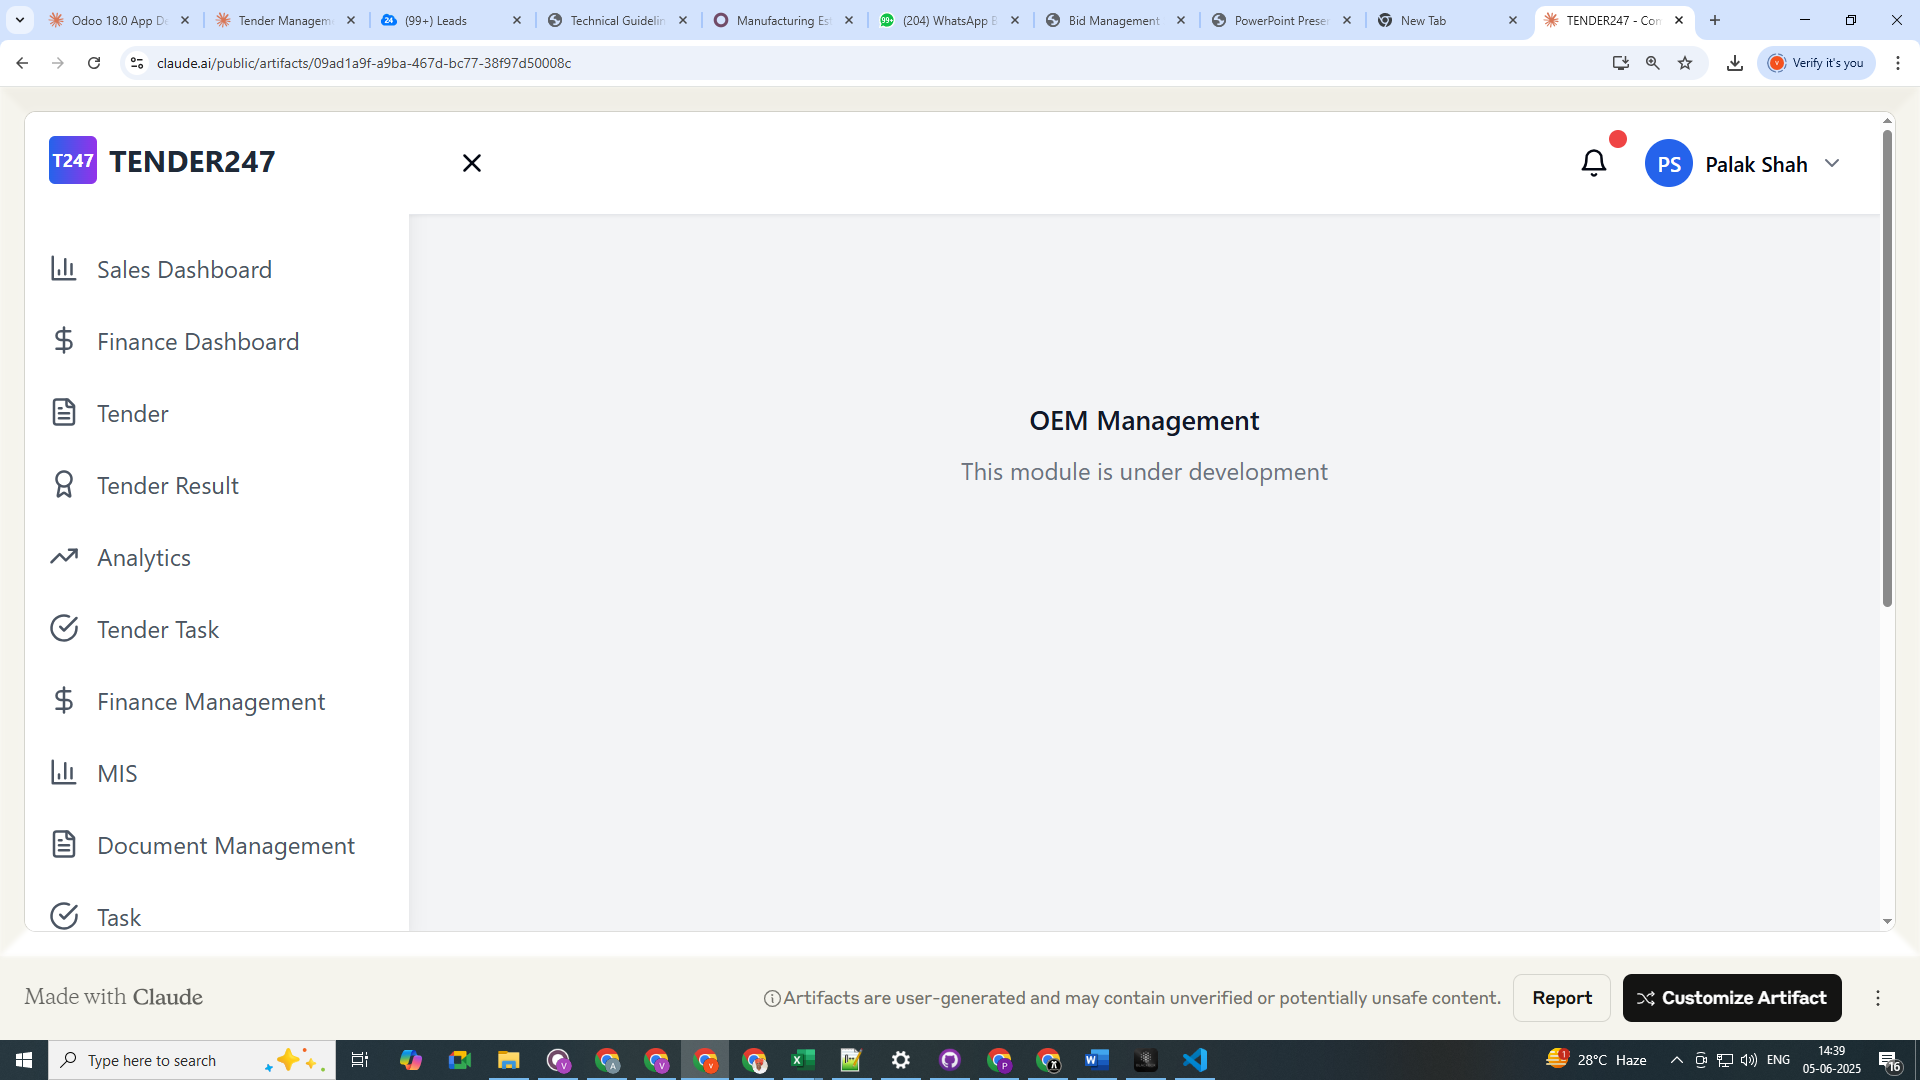 Odoo 18.0 App De
Tender Manageme
(99+) Leads
Technical Guidelin
Manufacturing Est
(204) WhatsApp B
Bid Management
PowerPoint Presen
New Tab
TENDER247 - Con
claude.ai/public/artifacts/09ad1a9f-a9ba-467d-bc77-38f97d50008c
Verify it's you
T247 TENDER247
PS Palak Shah
Sales Dashboard
Finance Dashboard
Tender
Tender Result
Analytics
Tender Task
Finance Management
MIS
Document Management
Task
OEM Management
This module is under development
Made with Claude
Artifacts are user-generated and may contain unverified or potentially unsafe content.
Report
Customize Artifact
Type here to search
28°C Haze
ENG
14:39
05-06-2025
16